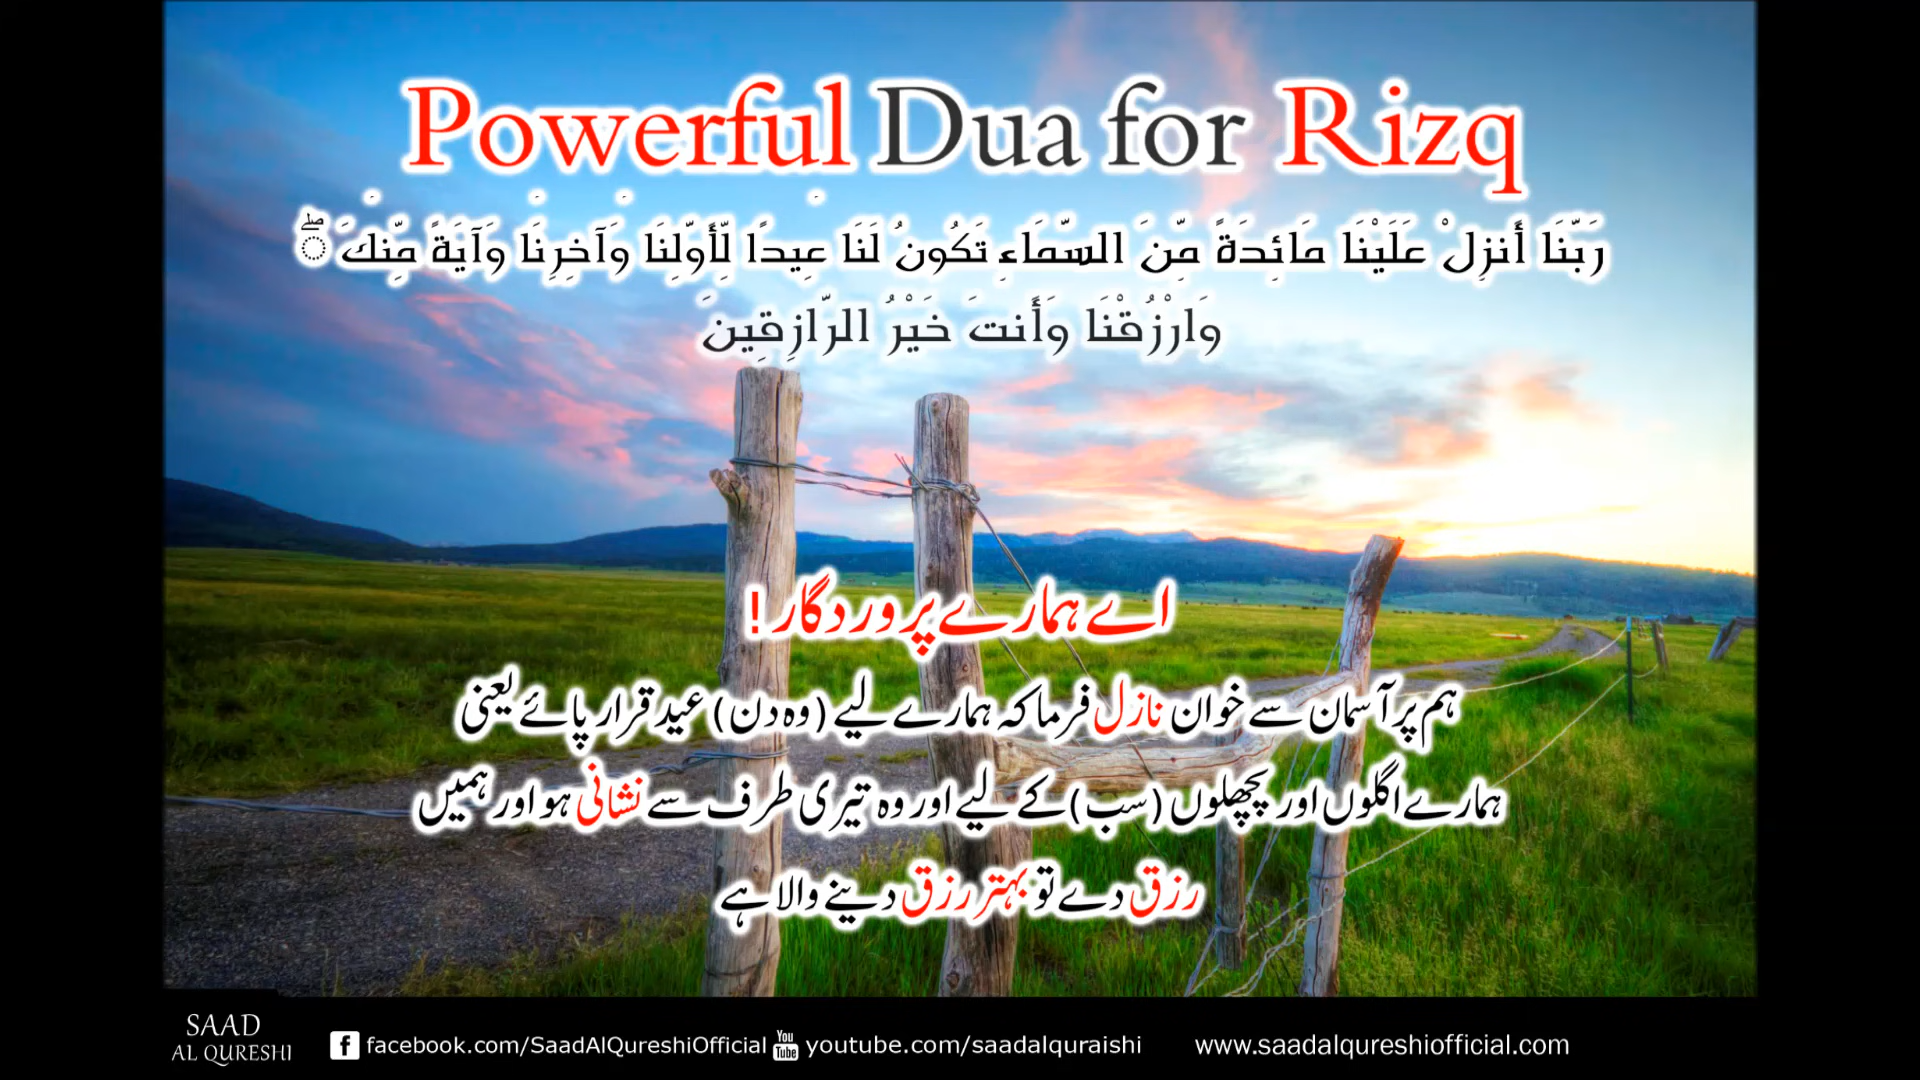 Powerful Dua for Rizq
رَبَّنَا أَنزِلْ عَلَيْنَا مَائِدَةً مِّنَ السَّمَاءِ تَكُونُ لَنَا عِيدًا لِّأَوَّلِنَا وَآخِرِنَا وَآيَةً مِّنكَ ۖ
وَارْزُقْنَا وَأَنتَ خَيْرُ الرَّازِقِينَ
اے ہمارے پروردگار !
ہم پر آسمان سے خوان نازل فرما کہ ہمارے لیے (وہ دن) عید قرار پائے یعنی
ہمارے اگلوں اور پچھلوں (سب) کے لیے اور وہ تیری طرف سے نشانی ہو اور ہمیں
رزق دے تو بہتر رزق دینے والا ہے
SAAD
AL QURESHI
facebook.com/SaadAlQureshiOfficial
You Tube youtube.com/saadalquraishi
www.saadalqureshiofficial.com